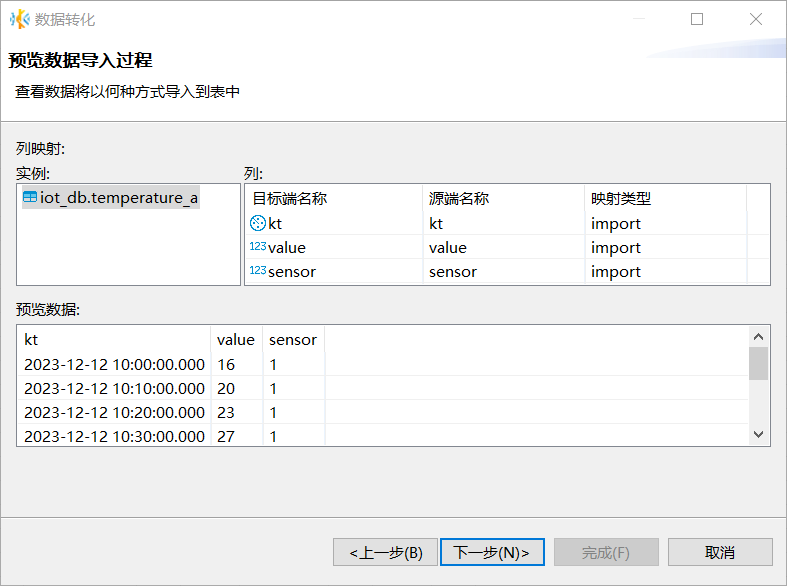 数据转化
预览数据导入过程
查看数据将以何种方式导入到表中
列映射:
实例: 列:
iot_db.temperature_a
目标端名称 源端名称 映射类型
kt kt import
123 value value import
123 sensor sensor import
预览数据:
kt value sensor
2023-12-12 10:00:00.000 16 1
2023-12-12 10:10:00.000 20 1
2023-12-12 10:20:00.000 23 1
2023-12-12 10:30:00.000 27 1
<上一步(B) 下一步(N)> 完成(F) 取消